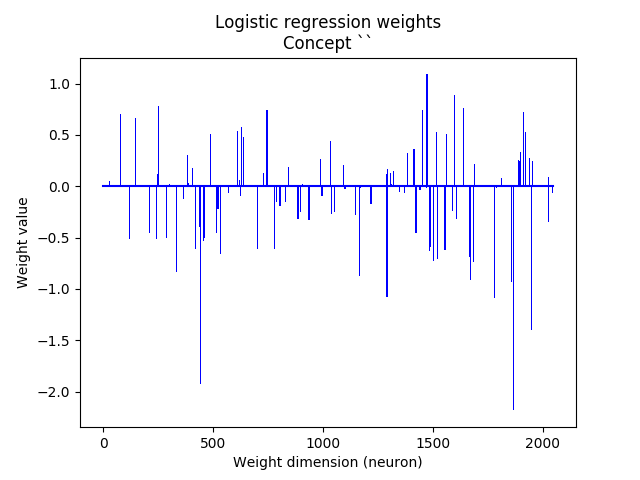 Logistic regression weights
Concept ``
1.0
0.5
0.0
−0.5
−1.0
−1.5
−2.0
Weight value
0 500 1000 1500 2000
Weight dimension (neuron)